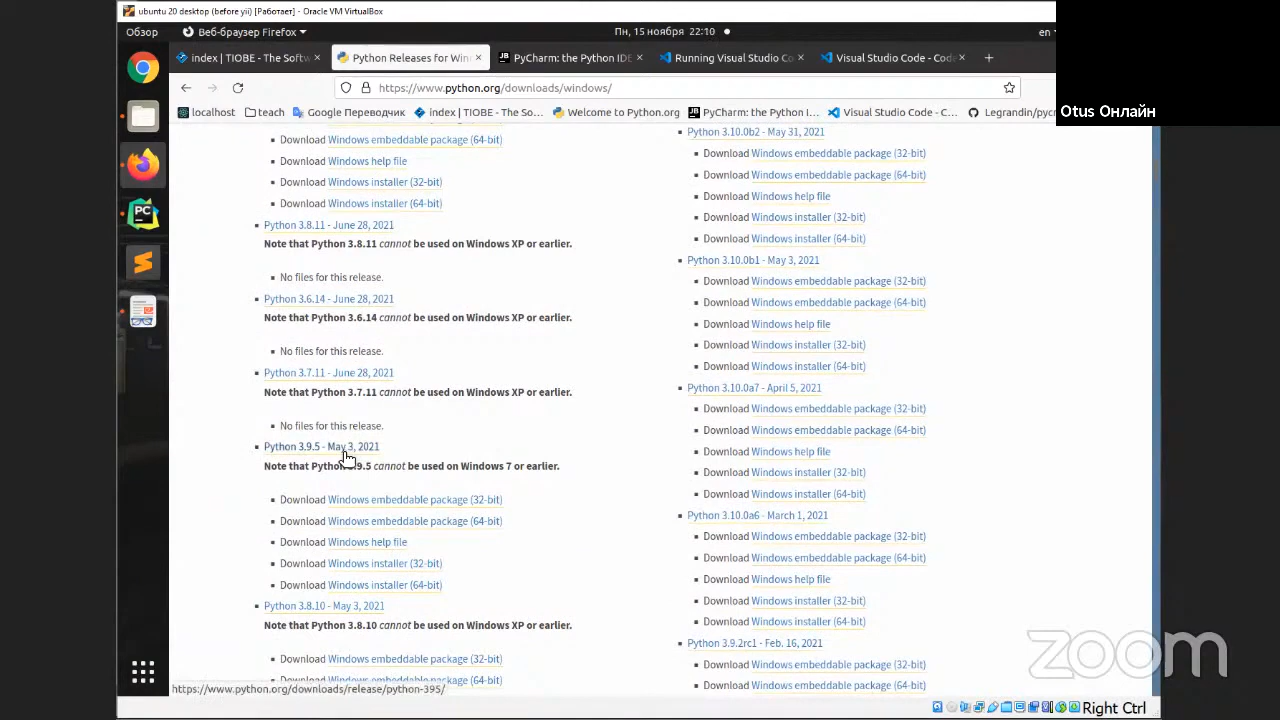 ubuntu 20 desktop (before yii) [Работает] - Oracle VM VirtualBox
Обзор
Веб-браузер Firefox
Пн, 15 ноября 22:10
en
index | TIOBE - The Softw
Python Releases for Win
PyCharm: the Python IDE
Running Visual Studio Co
Visual Studio Code - Code
https://www.python.org/downloads/windows/
localhost
teach
Google Переводчик
index | TIOBE - The So...
Welcome to Python.org
PyCharm: the Python I...
Visual Studio Code - C...
Legrandin/pyc
Otus Онлайн
Download Windows embeddable package (64-bit)
Download Windows help file
Download Windows installer (32-bit)
Download Windows installer (64-bit)
Python 3.8.11 - June 28, 2021
Note that Python 3.8.11 cannot be used on Windows XP or earlier.
No files for this release.
Python 3.6.14 - June 28, 2021
Note that Python 3.6.14 cannot be used on Windows XP or earlier.
No files for this release.
Python 3.7.11 - June 28, 2021
Note that Python 3.7.11 cannot be used on Windows XP or earlier.
No files for this release.
Python 3.9.5 - May 3, 2021
Note that Python 3.9.5 cannot be used on Windows 7 or earlier.
Download Windows embeddable package (32-bit)
Download Windows embeddable package (64-bit)
Download Windows help file
Download Windows installer (32-bit)
Download Windows installer (64-bit)
Python 3.8.10 - May 3, 2021
Note that Python 3.8.10 cannot be used on Windows XP or earlier.
Download Windows embeddable package (32-bit)
Download Windows embeddable package (64-bit)
Python 3.10.0b2 - May 31, 2021
Download Windows embeddable package (32-bit)
Download Windows embeddable package (64-bit)
Download Windows help file
Download Windows installer (32-bit)
Download Windows installer (64-bit)
Python 3.10.0b1 - May 3, 2021
Download Windows embeddable package (32-bit)
Download Windows embeddable package (64-bit)
Download Windows help file
Download Windows installer (32-bit)
Download Windows installer (64-bit)
Python 3.10.0a7 - April 5, 2021
Download Windows embeddable package (32-bit)
Download Windows embeddable package (64-bit)
Download Windows help file
Download Windows installer (32-bit)
Download Windows installer (64-bit)
Python 3.10.0a6 - March 1, 2021
Download Windows embeddable package (32-bit)
Download Windows embeddable package (64-bit)
Download Windows help file
Download Windows installer (32-bit)
Download Windows installer (64-bit)
Python 3.9.2rc1 - Feb. 16, 2021
Download Windows embeddable package (32-bit)
Download Windows embeddable package (64-bit)
https://www.python.org/downloads/release/python-395/
PC
zoom
Right Ctrl